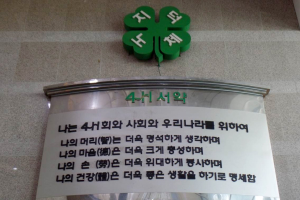 지 덕
노 체
4-H 서약
나는 4-H회와 사회와 우리나라를 위하여
나의 머리(智)는 더욱 명석하게 생각하며
나의 마음(德)은 더욱 크게 충성하며
나의 손(勞)은 더욱 위대하게 봉사하며
나의 건강(體)은 더욱 좋은 생활을 하기로 맹세함